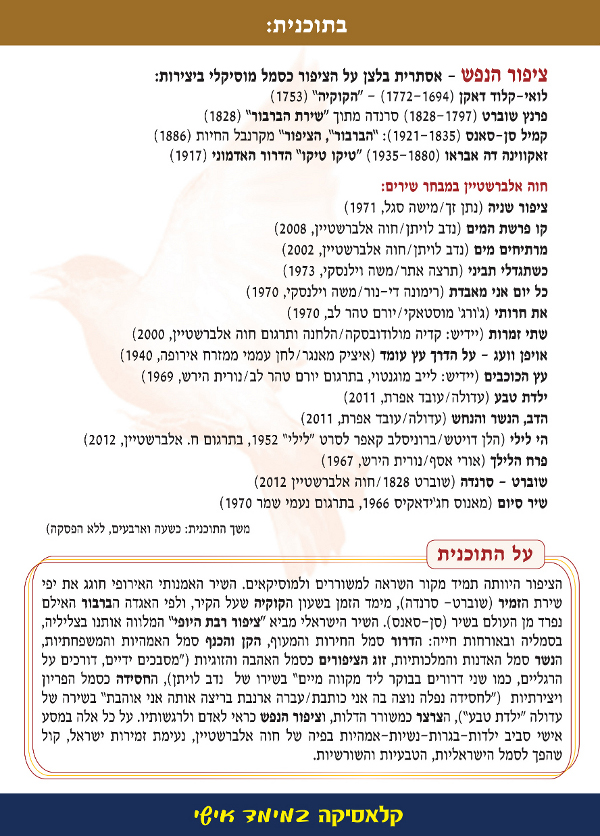 בתוכנית:
ציפור הנפש - אסתרית בלצן על הציפור כסמל מוסיקלי ביצירות:
לואי-קלוד דאקן (1772-1694) - "הקוקיה" (1753)
פרנץ שוברט (1828-1797) סרנדה מתוך "שירת הברבור" (1828)
קמיל סן-סאנס (1921-1835): "הברבור", הציפור" מקרנבל החיות (1886)
זאקווינה דה אבראו (1935-1880) "טיקו טיקו" הדרור האדמוני (1917)
חוה אלברשטיין במבחר שירים:
ציפור שניה (נתן זך/מישה סגל, 1971)
קו פרשת המים (נדב לויתן/חוה אלברשטיין, 2008)
מרתיחים מים (נדב לויתן/חוה אלברשטיין, 2002)
כשתגדלי תביני (תרצה אתר/משה וילנסקי, 1973)
כל יום אני מאבדת (רימונה די-נור/משה וילנסקי, 1970)
את חרותי (ג'ורג' מוסטאקי/יורם טהר לב, 1970)
שתי זמרות (יידיש: קדיה מולודובסקה/הלחנה ותרגום חוה אלברשטיין, 2000)
אויפן וועג - על הדרך עץ עומד (איציק מאנגר/לחן עממי ממזרח אירופה, 1940)
עץ הכוכבים (יידיש: לייב מוגנטוי, בתרגום יורם טהר לב/נורית הירש, 1969)
ילדת טבע (עדולה/עובד אפרת, 2011)
הדב, הנשר והנחש (עדולה/עובד אפרת, 2011)
הי לילי (הלן דויטש/ברוניסלב קאפר לסרט "לילי" 1952, בתרגום ח. אלברשטיין, 2012)
פרח הלילך (אורי אסף/נורית הירש, 1967)
שוברט - סרנדה (שוברט 1828/חוה אלברשטיין 2012)
שיר סיום (מאנוס חג'ידאקיס 1966, בתרגום נעמי שמר 1970)
משך התוכנית: כשעה וארבעים, ללא הפסקה)
על התוכנית
הציפור היוותה תמיד מקור השראה למשוררים ולמוסיקאים. השיר האמנותי האירופי חוגג את יפי
שירת הזמיר (שוברט- סרנדה), מימד הזמן בשעון הקוקיה שעל הקיר, ולפי האגדה הברבור האילם
נפרד מן העולם בשיר (סן-סאנס). השיר הישראלי מביא "ציפור רבת היופי" המלווה אותנו בצליליה,
בסמליה ובאורחות חייה: הדרור סמל החירות והמעוף, הקן והכנף סמל האמהיות והמשפחתיות,
הנשר סמל האדנות והמלכותיות, זוג הציפורים כסמל האהבה והזוגיות ("מסבכים ידיים, דורכים על
הרגליים, כמו שני דרורים בבוקר ליד מקווה מיים" בשירו של נדב לויתן), החסידה כסמל הפריון
ויצירתיות ("לחסידה נפלה נוצה בה אני כותבת/עברה ארנבת בריצה אותה אני אוהבת" בשירה של
עדולה "ילדת טבע"), הצרצר כמשורר הדלות, וציפור הנפש כראי לאדם ולרגשותיו. על כל אלה במסע
אישי סביב ילדות-בגרות-נשיות-אמהיות בפיה של חוה אלברשטיין, נעימת זמירות ישראל, קול
שהפך לסמל הישראליות, הטבעיות והשורשיות.
קלאסיקה במימד אישי